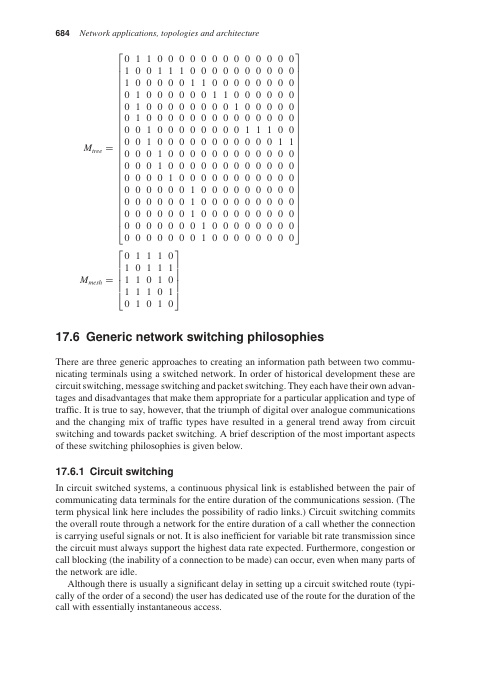 684 Network applications, topologies and architecture
0 1 1 0 0 0 0 0 0 0 0 0 0 0 0 0
1 0 0 1 1 1 0 0 0 0 0 0 0 0 0 0
1 0 0 0 0 0 1 1 0 0 0 0 0 0 0 0
0 1 0 0 0 0 0 0 1 1 0 0 0 0 0 0
0 1 0 0 0 0 0 0 0 0 1 0 0 0 0 0
0 1 0 0 0 0 0 0 0 0 0 0 0 0 0 0
0 0 1 0 0 0 0 0 0 0 0 1 1 1 0 0
M_tree = 0 0 1 0 0 0 0 0 0 0 0 0 0 0 1 1
0 0 0 1 0 0 0 0 0 0 0 0 0 0 0 0
0 0 0 1 0 0 0 0 0 0 0 0 0 0 0 0
0 0 0 0 1 0 0 0 0 0 0 0 0 0 0 0
0 0 0 0 0 0 1 0 0 0 0 0 0 0 0 0
0 0 0 0 0 0 1 0 0 0 0 0 0 0 0 0
0 0 0 0 0 0 1 0 0 0 0 0 0 0 0 0
0 0 0 0 0 0 0 1 0 0 0 0 0 0 0 0
0 0 0 0 0 0 0 1 0 0 0 0 0 0 0 0
0 1 1 1 0
1 0 1 1 1
M_mesh = 1 1 0 1 0
1 1 1 0 1
0 1 0 1 0
17.6 Generic network switching philosophies
There are three generic approaches to creating an information path between two commu-
nicating terminals using a switched network. In order of historical development these are
circuit switching, message switching and packet switching. They each have their own advan-
tages and disadvantages that make them appropriate for a particular application and type of
traffic. It is true to say, however, that the triumph of digital over analogue communications
and the changing mix of traffic types have resulted in a general trend away from circuit
switching and towards packet switching. A brief description of the most important aspects
of these switching philosophies is given below.
17.6.1 Circuit switching
In circuit switched systems, a continuous physical link is established between the pair of
communicating data terminals for the entire duration of the communications session. (The
term physical link here includes the possibility of radio links.) Circuit switching commits
the overall route through a network for the entire duration of a call whether the connection
is carrying useful signals or not. It is also inefficient for variable bit rate transmission since
the circuit must always support the highest data rate expected. Furthermore, congestion or
call blocking (the inability of a connection to be made) can occur, even when many parts of
the network are idle.
Although there is usually a significant delay in setting up a circuit switched route (typi-
cally of the order of a second) the user has dedicated use of the route for the duration of the
call with essentially instantaneous access.